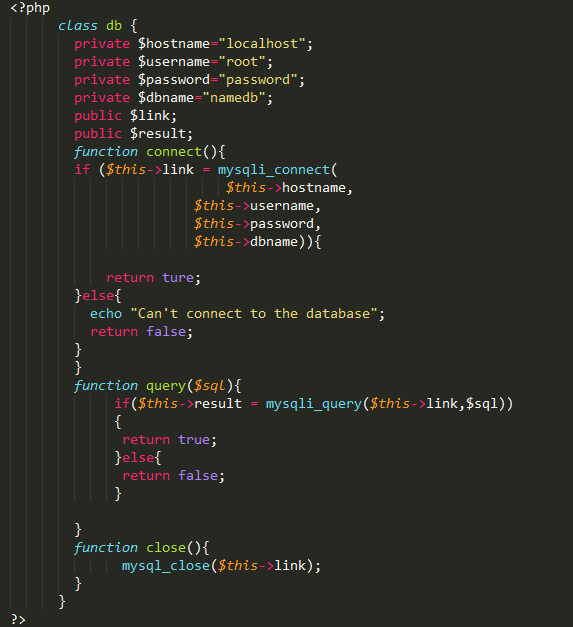 <?php
class db {
private $hostname="localhost";
private $username="root";
private $password="password";
private $dbname="namedb";
public $link;
public $result;
function connect(){
if ($this->link = mysqli_connect(
$this->hostname,
$this->username,
$this->password,
$this->dbname)){
return ture;
}else{
echo "Can't connect to the database";
return false;
}
}
function query($sql){
if($this->result = mysqli_query($this->link,$sql))
{
return true;
}else{
return false;
}
}
function close(){
mysql_close($this->link);
}
}
?>